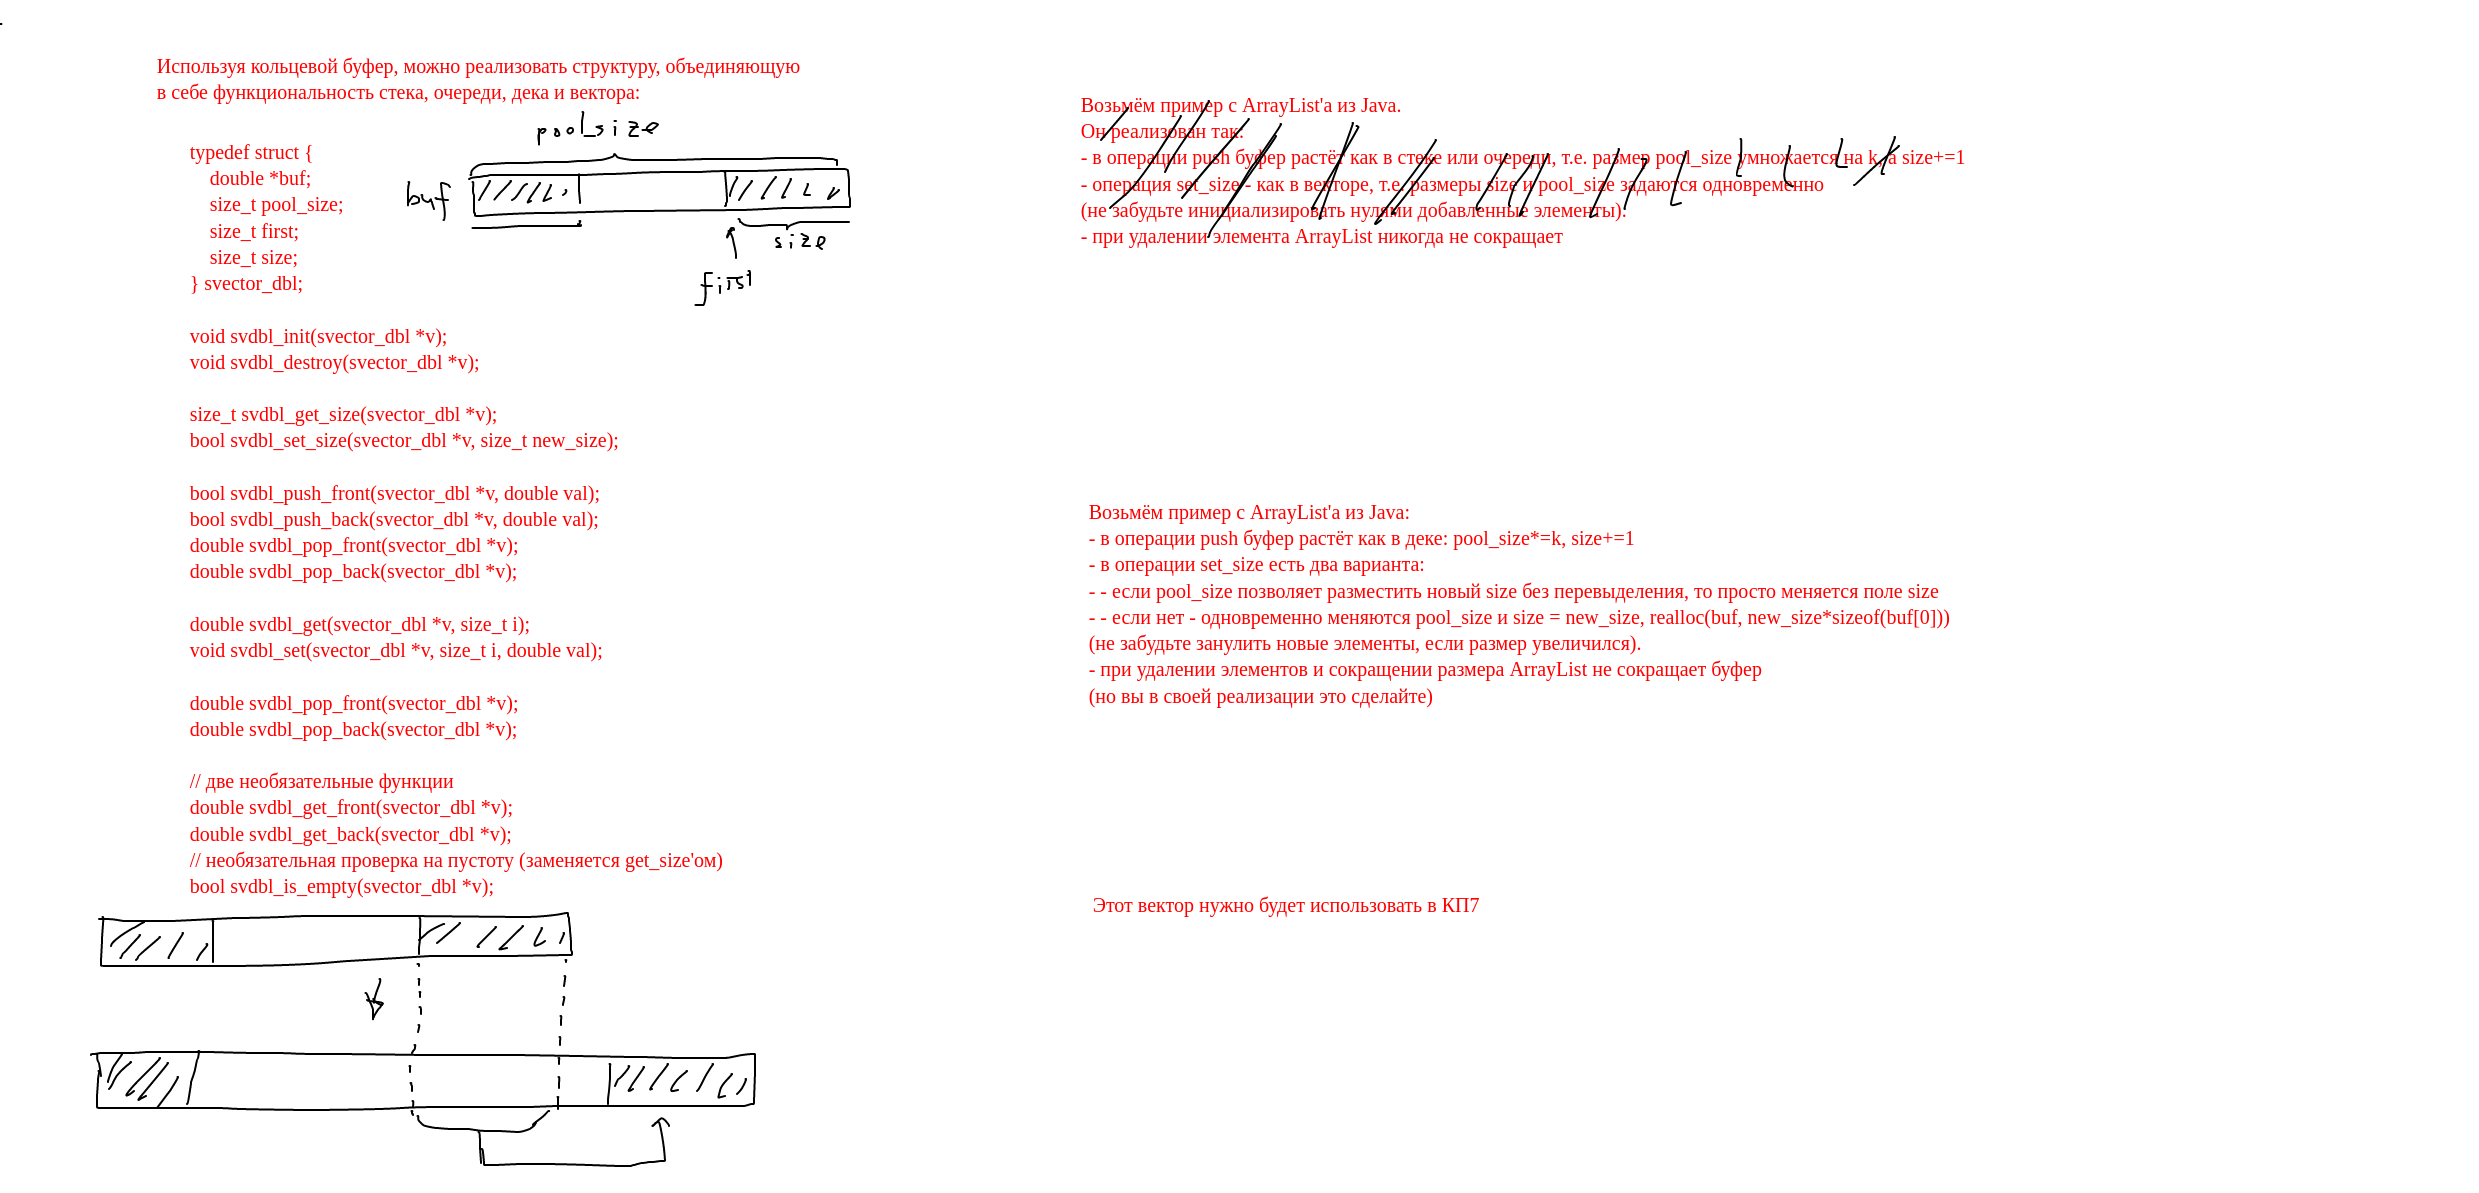 Используя кольцевой буфер, можно реализовать структуру, объединяющую
в себе функциональность стека, очереди, дека и вектора:
typedef struct {
double *buf;
size_t pool_size;
size_t first;
size_t size;
} svector_dbl;
pool_size
buf
size
first
void svdbl_init(svector_dbl *v);
void svdbl_destroy(svector_dbl *v);
size_t svdbl_get_size(svector_dbl *v);
bool svdbl_set_size(svector_dbl *v, size_t new_size);
bool svdbl_push_front(svector_dbl *v, double val);
bool svdbl_push_back(svector_dbl *v, double val);
double svdbl_pop_front(svector_dbl *v);
double svdbl_pop_back(svector_dbl *v);
double svdbl_get(svector_dbl *v, size_t i);
void svdbl_set(svector_dbl *v, size_t i, double val);
double svdbl_pop_front(svector_dbl *v);
double svdbl_pop_back(svector_dbl *v);
// две необязательные функции
double svdbl_get_front(svector_dbl *v);
double svdbl_get_back(svector_dbl *v);
// необязательная проверка на пустоту (заменяется get_size'ом)
bool svdbl_is_empty(svector_dbl *v);
Возьмём пример с ArrayList'а из Java.
Он реализован так:
- в операции push буфер растёт как в стеке или очереди, т.е. размер pool_size умножается на k, а size+=1
- операция set_size - как в векторе, т.е. размеры size и pool_size задаются одновременно
(не забудьте инициализировать нулями добавленные элементы).
- при удалении элемента ArrayList никогда не сокращает
Возьмём пример с ArrayList'а из Java:
- в операции push буфер растёт как в деке: pool_size*=k, size+=1
- в операции set_size есть два варианта:
- - если pool_size позволяет разместить новый size без перевыделения, то просто меняется поле size
- - если нет - одновременно меняются pool_size и size = new_size, realloc(buf, new_size*sizeof(buf[0]))
(не забудьте занулить новые элементы, если размер увеличился).
- при удалении элементов и сокращении размера ArrayList не сокращает буфер
(но вы в своей реализации это сделайте)
Этот вектор нужно будет использовать в КП7